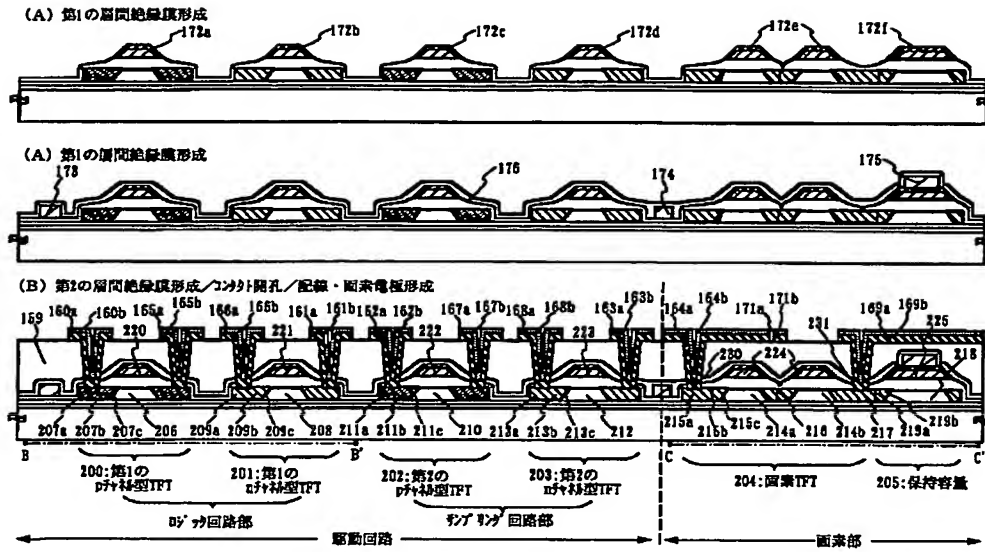 (A) 第1の層間絶縁膜形成
172a 172b 172c 172d 172e 172f
(A) 第1の層間絶縁膜形成
173 176 174 175
(B) 第2の層間絶縁膜形成/コンタクト開孔/配線・画素電極形成
160a 160b 165a 165b 166a 166b 161a 161b 162a 162b 167a 167b 168a 168b 163a 163b 164a 164b 171a 171b 169a 169b
159 220 221 222 223 230 224 231 225 218
207a 207b 207c 206 209a 209b 209c 208 211a 211b 211c 210 213a 213b 213c 212 215a 215b 215c 214a 216 214b 217 219a 219b
B B' C C'
200:第1のpチャネル型TFT 201:第1のnチャネル型TFT 202:第2のpチャネル型TFT 203:第2のnチャネル型TFT 204:画素TFT 205:保持容量
ロジック回路部 サンプリング回路部
駆動回路 画素部